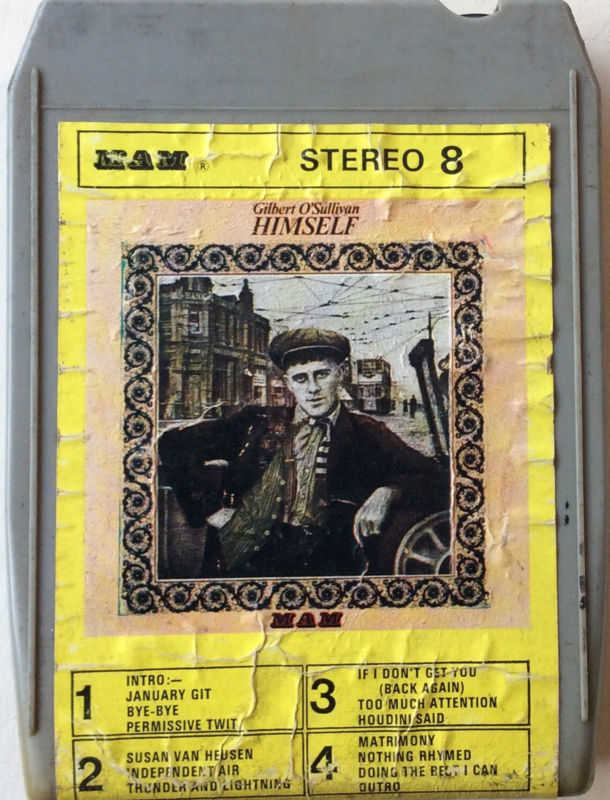 MAM ®
STEREO 8
Gilbert O'Sullivan
HIMSELF
MAM
1
INTRO:—
JANUARY GIT
BYE-BYE
PERMISSIVE TWIT
2
SUSAN VAN HEUSEN
INDEPENDENT AIR
THUNDER AND LIGHTNING
3
IF I DON'T GET YOU
(BACK AGAIN)
TOO MUCH ATTENTION
HOUDINI SAID
4
MATRIMONY
NOTHING RHYMED
DOING THE BEST I CAN
OUTRO